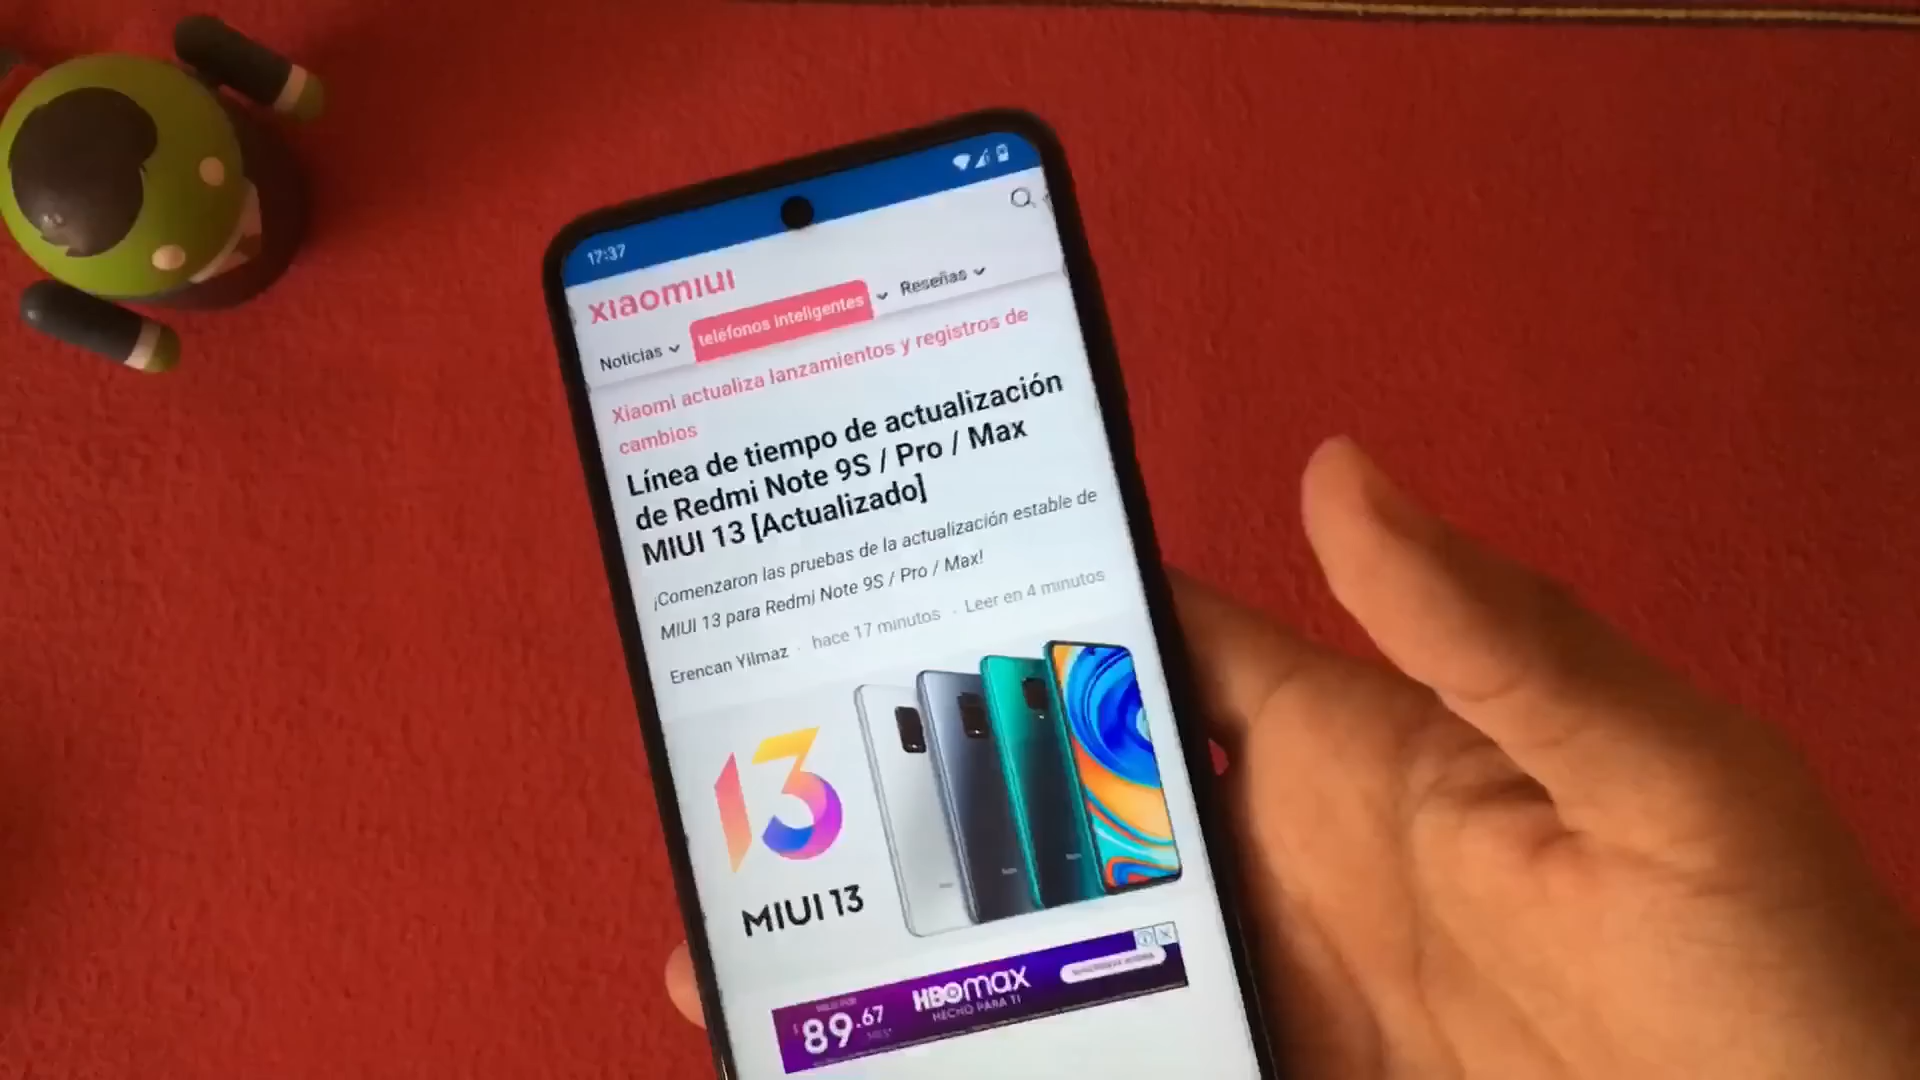 17:37
xiaomiui
Noticias
teléfonos inteligentes
Reseñas
Xiaomi actualiza lanzamientos y registros de
cambios
Línea de tiempo de actualización
de Redmi Note 9S / Pro / Max
MIUI 13 [Actualizado]
¡Comenzaron las pruebas de la actualización estable de
MIUI 13 para Redmi Note 9S / Pro / Max!
Erencan Yilmaz · hace 17 minutos · Leer en 4 minutos
13
MIUI 13
$89.67
HBOmax
HECHO PARA TI